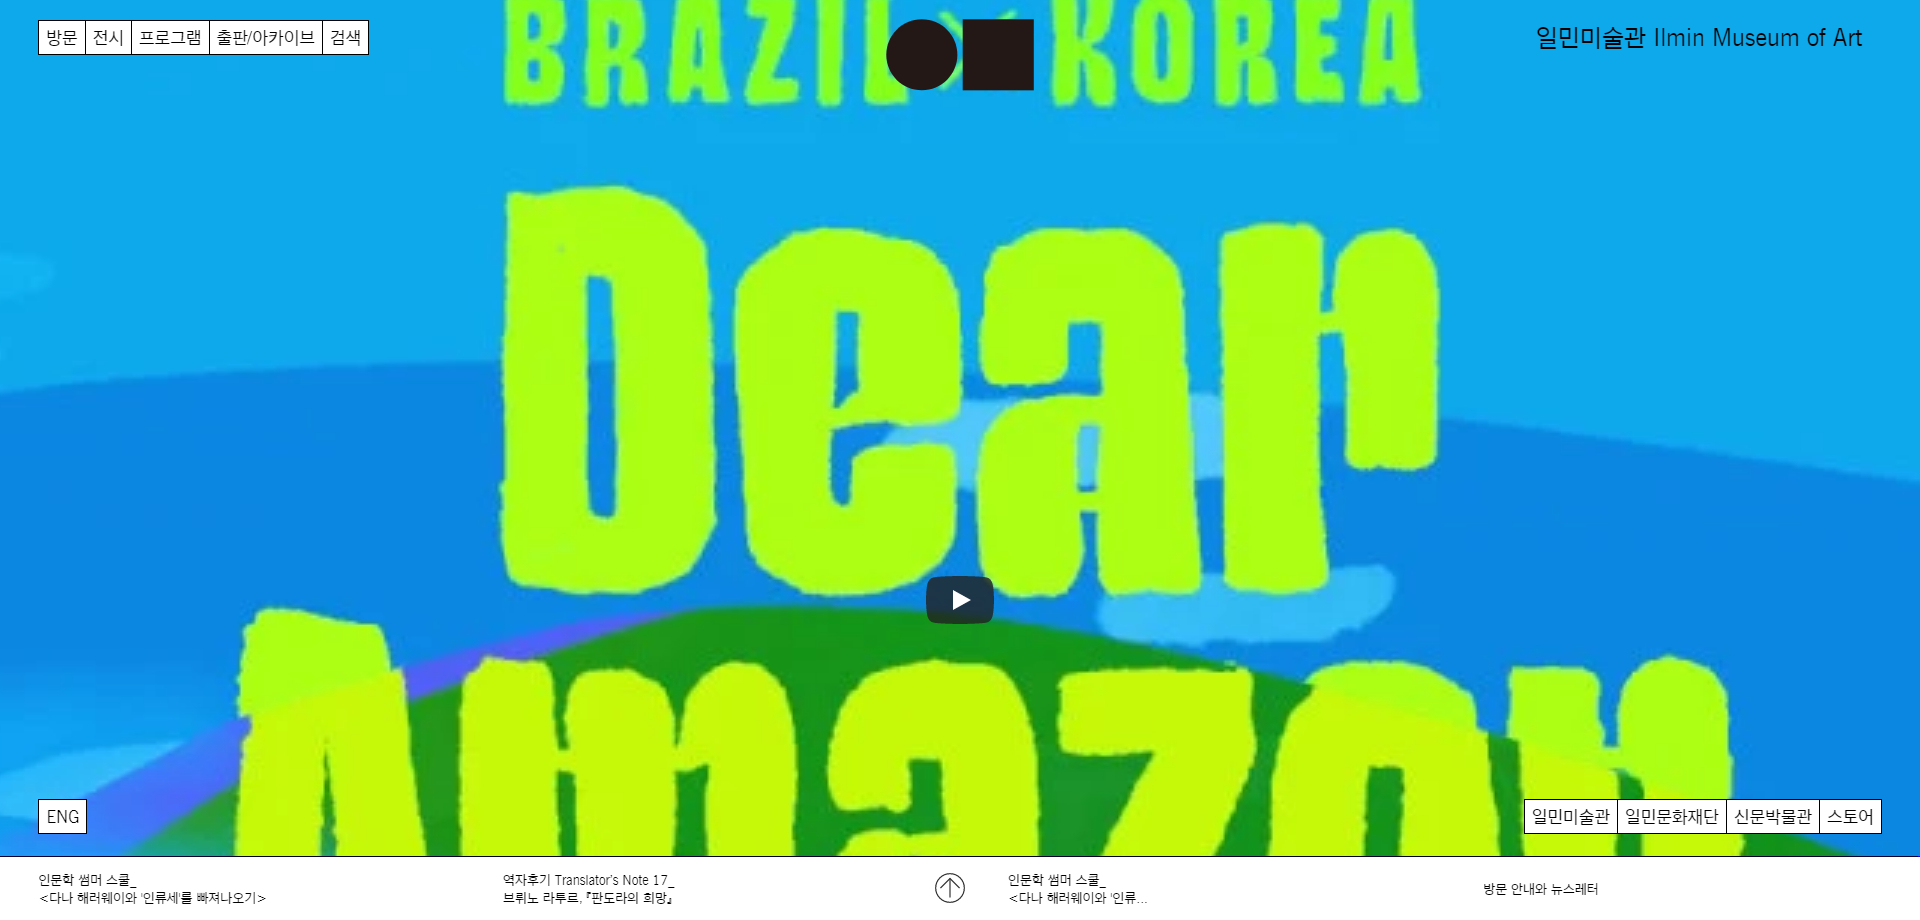 방문 전시 프로그램 출판/아카이브 검색
BRAZIL KOREA
일민미술관 Ilmin Museum of Art
Dear
Amazon
ENG
일민미술관 일민문화재단 신문박물관 스토어
인문학 썸머 스쿨_
<다나 해러웨이와 '인류세'를 빠져나오기>
역자후기 Translator's Note 17_
브뤼노 라투르, 『판도라의 희망』
인문학 썸머 스쿨_
<다나 해러웨이와 '인류...
방문 안내와 뉴스레터